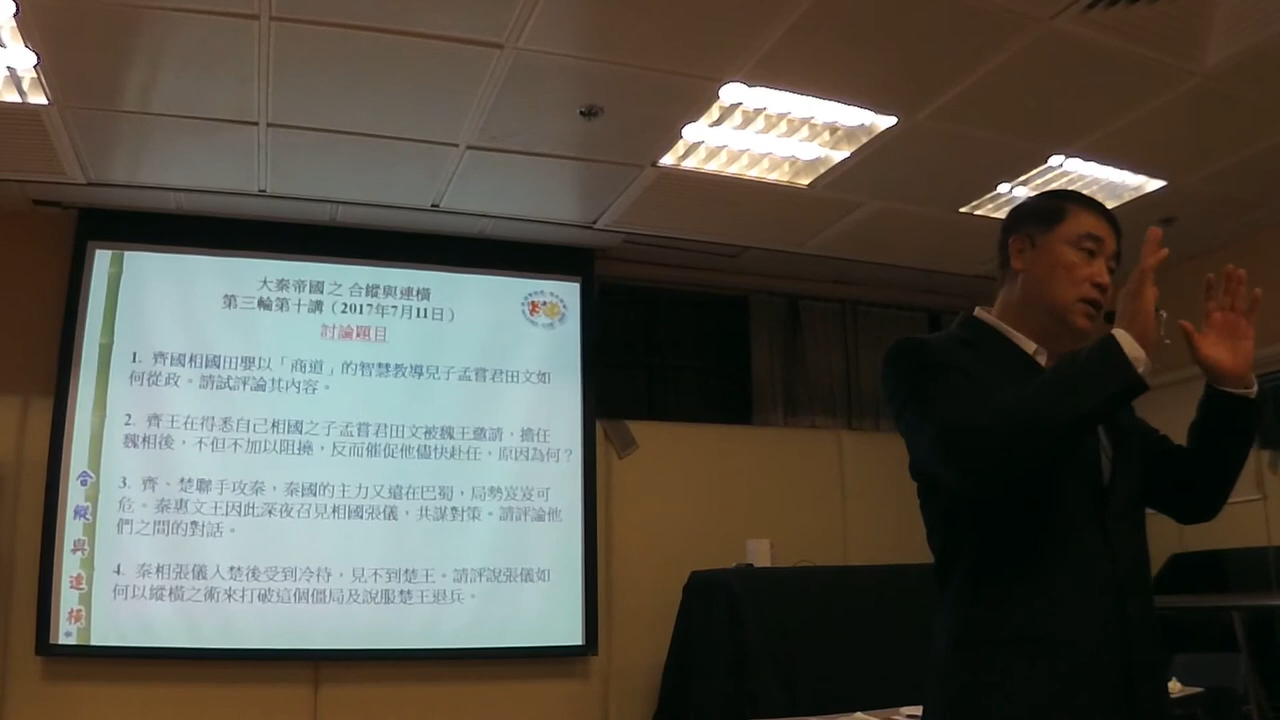 大秦帝國之 合縱與連橫
第三輪第十講（2017年7月11日）
討論題目
1. 齊國相國田嬰以「商道」的智慧教導兒子孟嘗君田文如
何從政。請試評論其內容。
2. 齊王在得悉自己相國之子孟嘗君田文被魏王邀請，擔任
魏相後，不但不加以阻撓，反而催促他儘快赴任，原因為何？
3. 齊、楚聯手攻秦，秦國的主力又遠在巴蜀，局勢岌岌可
危。秦惠文王因此深夜召見相國張儀，共謀對策。請評論他
們之間的對話。
4. 秦相張儀入楚後受到冷待，見不到楚王。請評說張儀如
何以縱橫之術來打破這個僵局及說服楚王退兵。
合
縱
與
連
橫